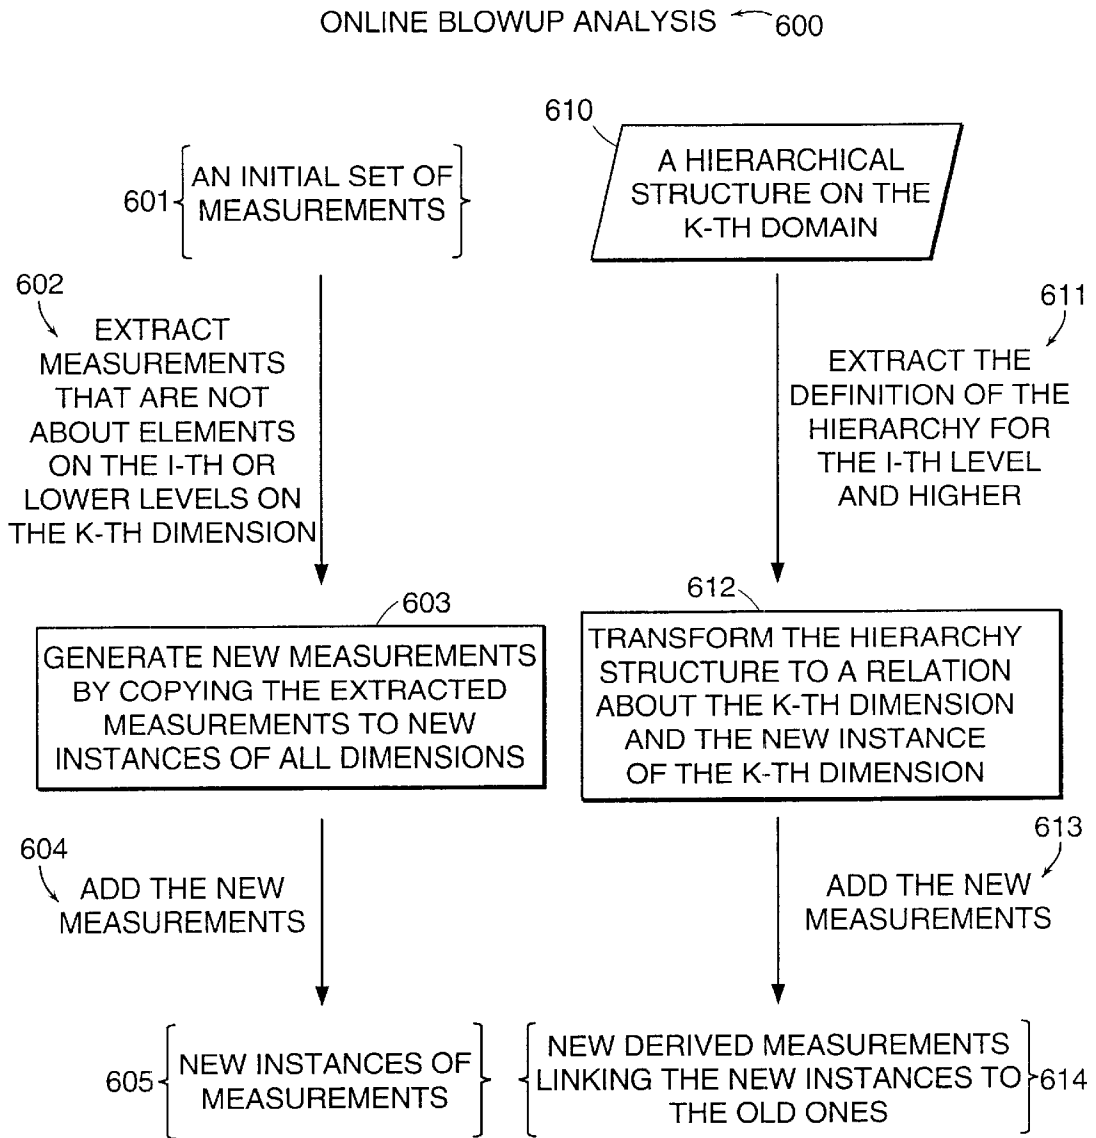 ONLINE BLOWUP ANALYSIS 600
610
601 AN INITIAL SET OF
MEASUREMENTS
A HIERARCHICAL
STRUCTURE ON THE
K-TH DOMAIN
602
EXTRACT
MEASUREMENTS
THAT ARE NOT
ABOUT ELEMENTS
ON THE I-TH OR
LOWER LEVELS ON
THE K-TH DIMENSION
611
EXTRACT THE
DEFINITION OF THE
HIERARCHY FOR
THE I-TH LEVEL
AND HIGHER
603
GENERATE NEW MEASUREMENTS
BY COPYING THE EXTRACTED
MEASUREMENTS TO NEW
INSTANCES OF ALL DIMENSIONS
612
TRANSFORM THE HIERARCHY
STRUCTURE TO A RELATION
ABOUT THE K-TH DIMENSION
AND THE NEW INSTANCE
OF THE K-TH DIMENSION
604
ADD THE NEW
MEASUREMENTS
613
ADD THE NEW
MEASUREMENTS
605 NEW INSTANCES OF
MEASUREMENTS
NEW DERIVED MEASUREMENTS
LINKING THE NEW INSTANCES TO 614
THE OLD ONES